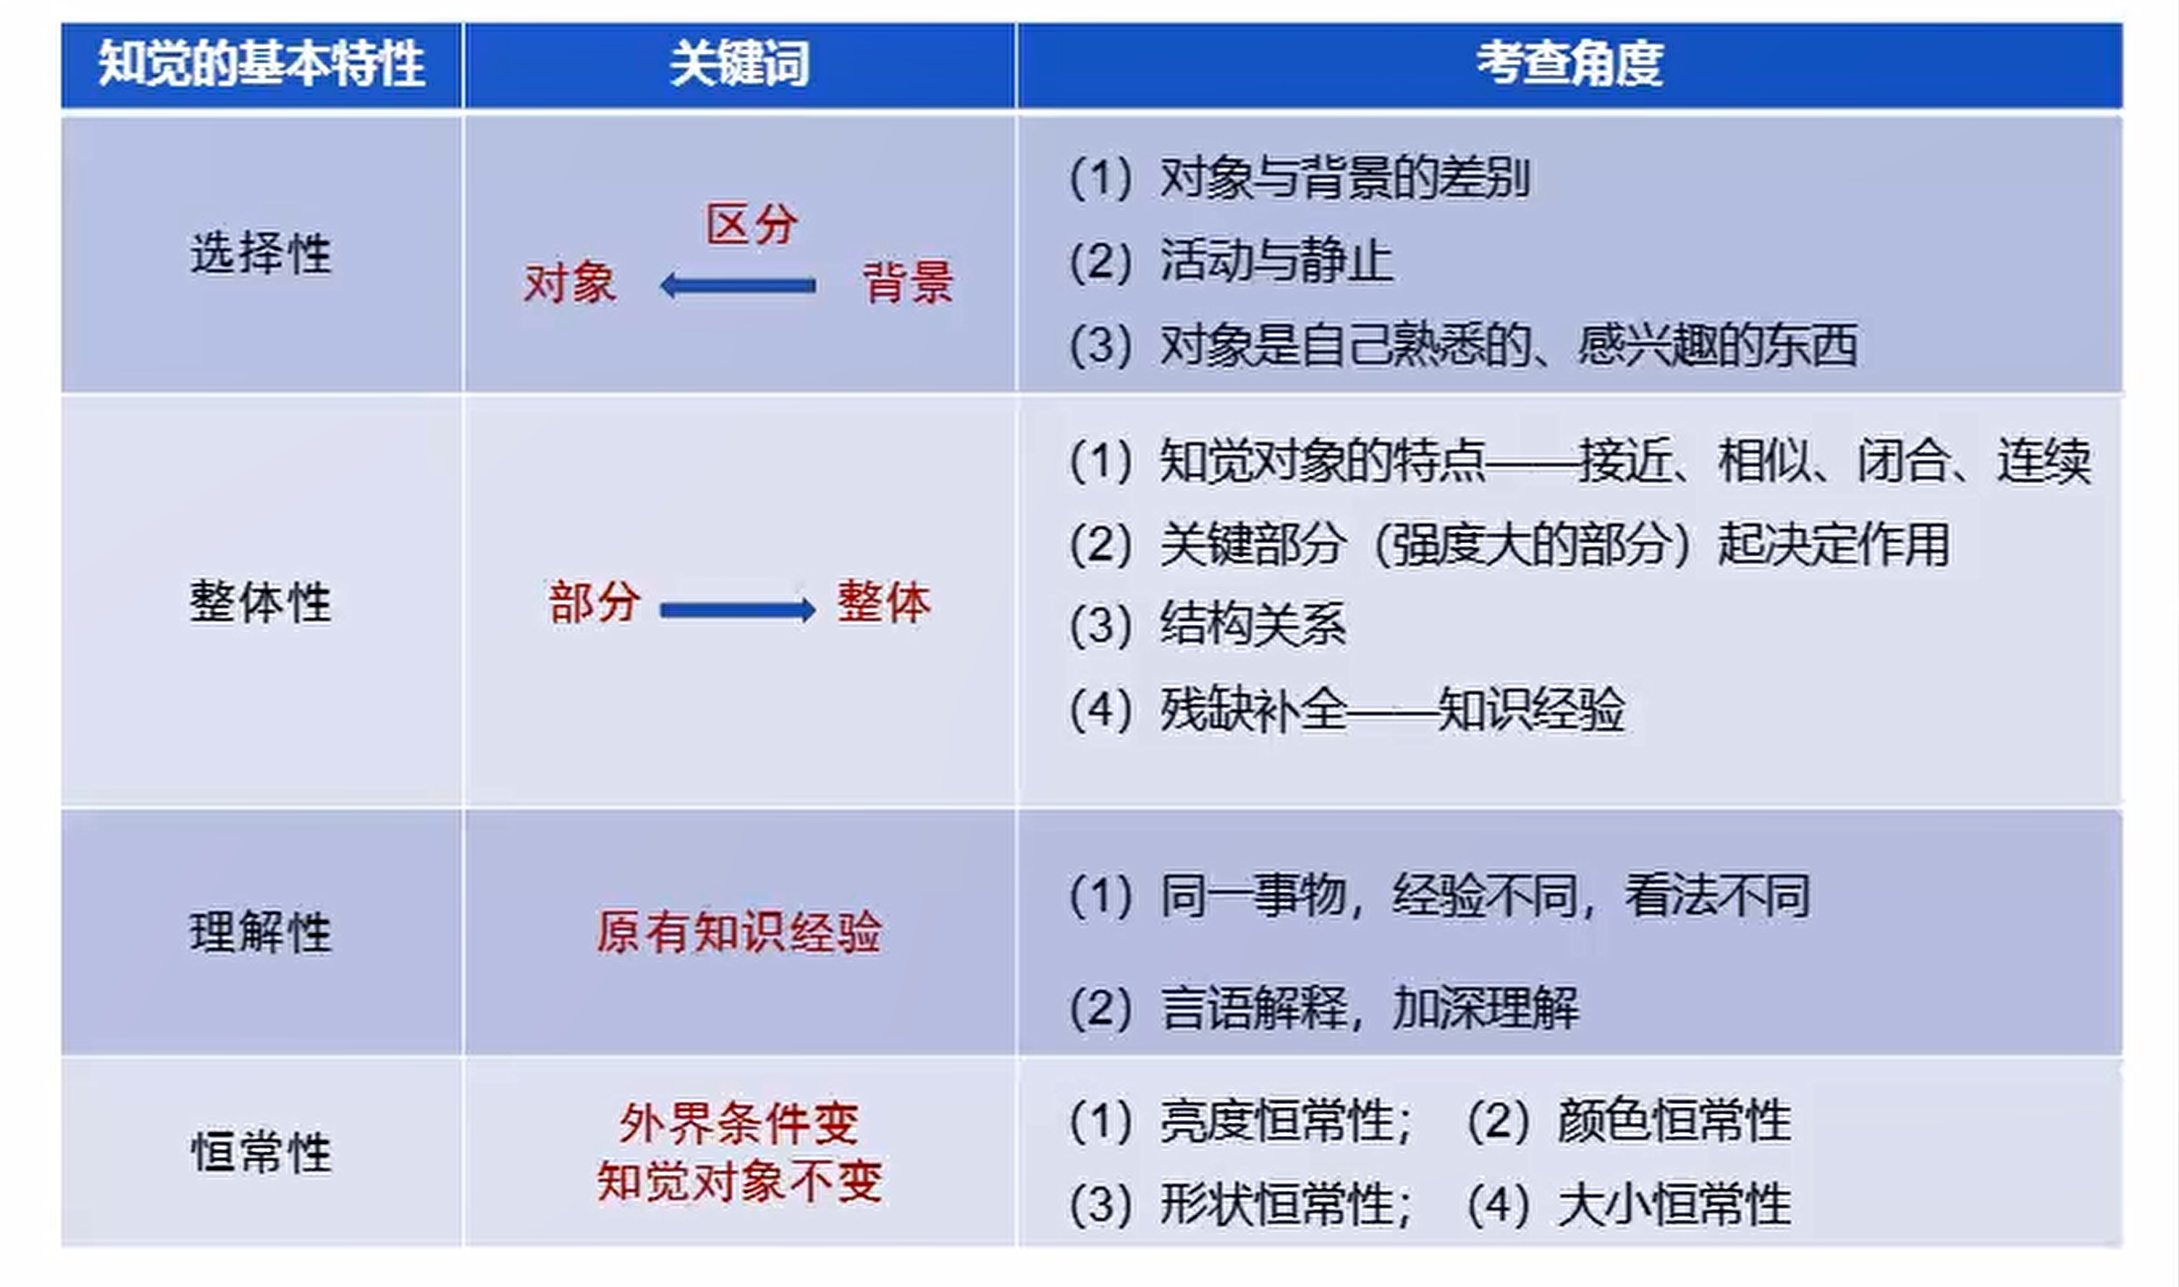 知觉的基本特性 关键词 考查角度
选择性
区分
对象 背景
(1) 对象与背景的差别
(2) 活动与静止
(3) 对象是自己熟悉的、感兴趣的东西
整体性
部分 整体
(1) 知觉对象的特点——接近、相似、闭合、连续
(2) 关键部分（强度大的部分）起决定作用
(3) 结构关系
(4) 残缺补全——知识经验
理解性
原有知识经验
(1) 同一事物，经验不同，看法不同
(2) 言语解释，加深理解
恒常性
外界条件变
知觉对象不变
(1) 亮度恒常性； (2) 颜色恒常性
(3) 形状恒常性； (4) 大小恒常性